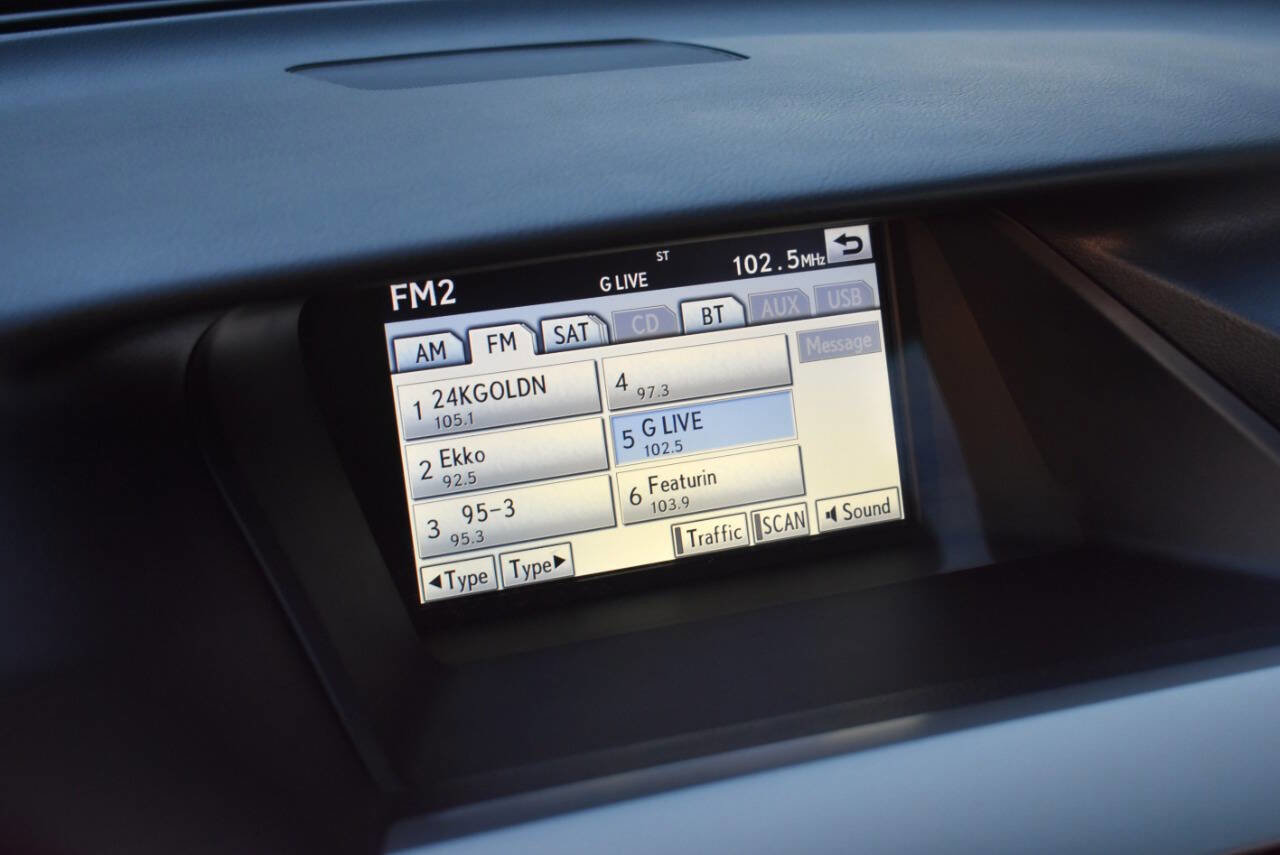 FM2 G LIVE ST 102.5MHz
AM FM SAT CD BT AUX USB
Message
1 24KGOLDN
105.1
4
97.3
2 Ekko
92.5
5 G LIVE
102.5
3 95-3
95.3
6 Featurin
103.9
Traffic SCAN Sound
Type Type